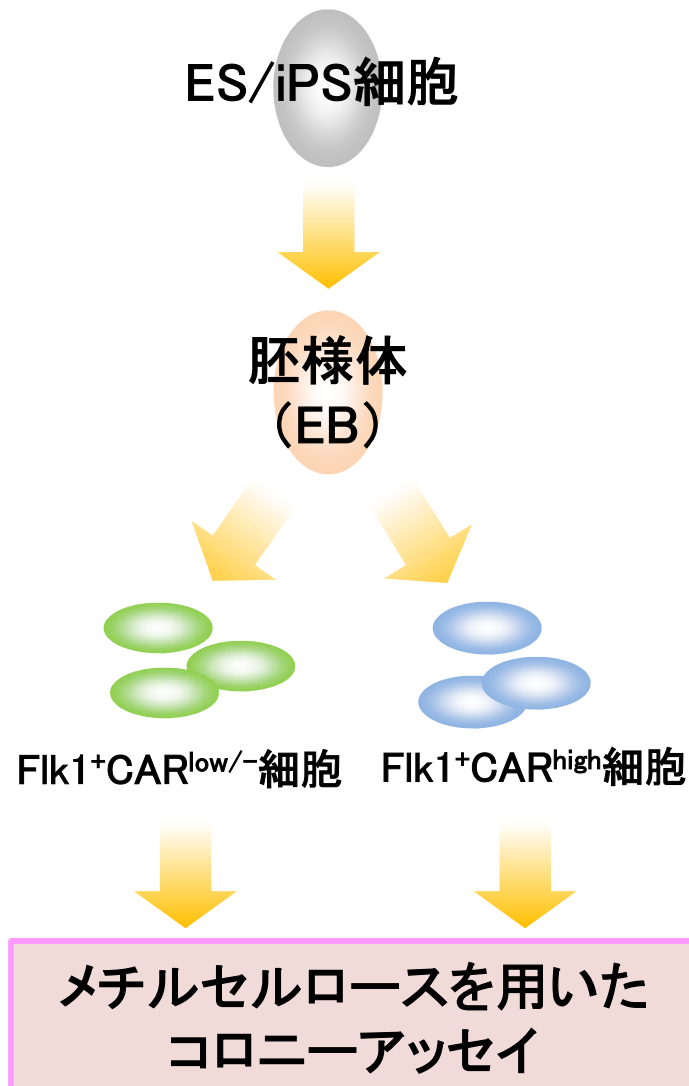 ES/iPS細胞
胚様体
（EB）
Flk1⁺CARˡᵒʷ/⁻細胞
Flk1⁺CARʰⁱᵍʰ細胞
メチルセルロースを用いた
コロニーアッセイ